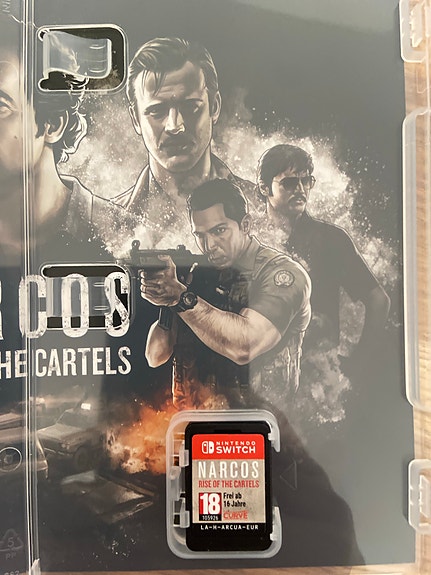 RCOS
HE CARTELS
NINTENDO
SWITCH
NARCOS
RISE OF THE CARTELS
18
105926
Frei ab
16 Jahre
CURVE
LA-H-ARCUA-EUR